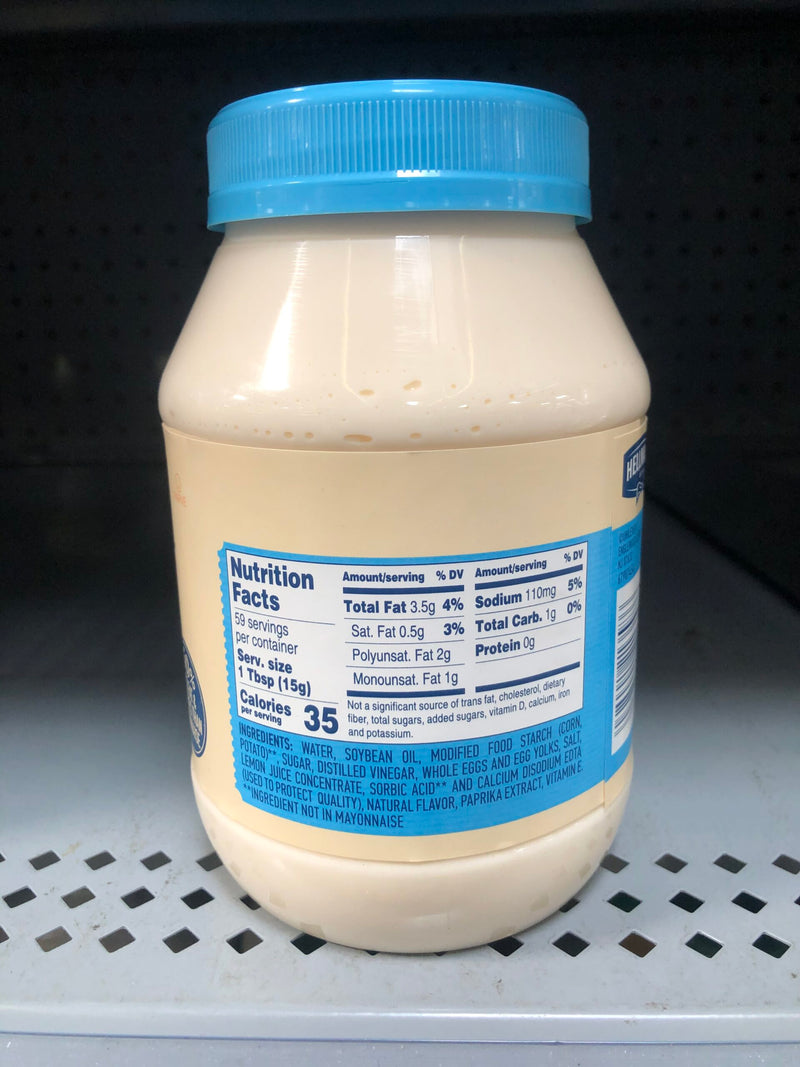 Nutrition
Facts
59 servings
per container
Serv. size
1 Tbsp (15g)
Calories 35
per serving
Amount/serving % DV
Total Fat 3.5g 4%
Sat. Fat 0.5g 3%
Polyunsat. Fat 2g
Monounsat. Fat 1g
Amount/serving % DV
Sodium 110mg 5%
Total Carb. 1g 0%
Protein 0g
Not a significant source of trans fat, cholesterol, dietary
fiber, total sugars, added sugars, vitamin D, calcium, iron
and potassium.
INGREDIENTS: WATER, SOYBEAN OIL, MODIFIED FOOD STARCH (CORN,
POTATO)**, SUGAR, DISTILLED VINEGAR, WHOLE EGGS AND EGG YOLKS, SALT,
LEMON JUICE CONCENTRATE, SORBIC ACID** AND CALCIUM DISODIUM EDTA
(USED TO PROTECT QUALITY), NATURAL FLAVOR, PAPRIKA EXTRACT, VITAMIN E.
**INGREDIENT NOT IN MAYONNAISE